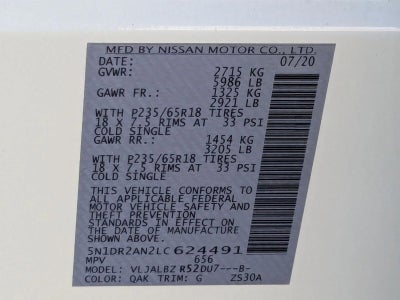 MFD BY NISSAN MOTOR CO., LTD.
DATE: 07/20
GVWR: 2715 KG
5986 LB
GAWR FR.: 1325 KG
2921 LB
WITH P235/65R18 TIRES
18 X 7.5 RIMS AT 33 PSI
COLD SINGLE
GAWR RR.: 1454 KG
3205 LB
WITH P235/65R18 TIRES
18 X 7.5 RIMS AT 33 PSI
COLD SINGLE
THIS VEHICLE CONFORMS TO
ALL APPLICABLE FEDERAL
MOTOR VEHICLE SAFETY AND
THEFT PREVENTION
STANDARDS IN EFFECT ON
THE DATE OF MANUFACTURE
SHOWN ABOVE.
5N1DR2AN2LC624491
MPV 656
MODEL: VLJALBZ R52DU7---B-
COLOR: QAK TRIM: G ZS30A